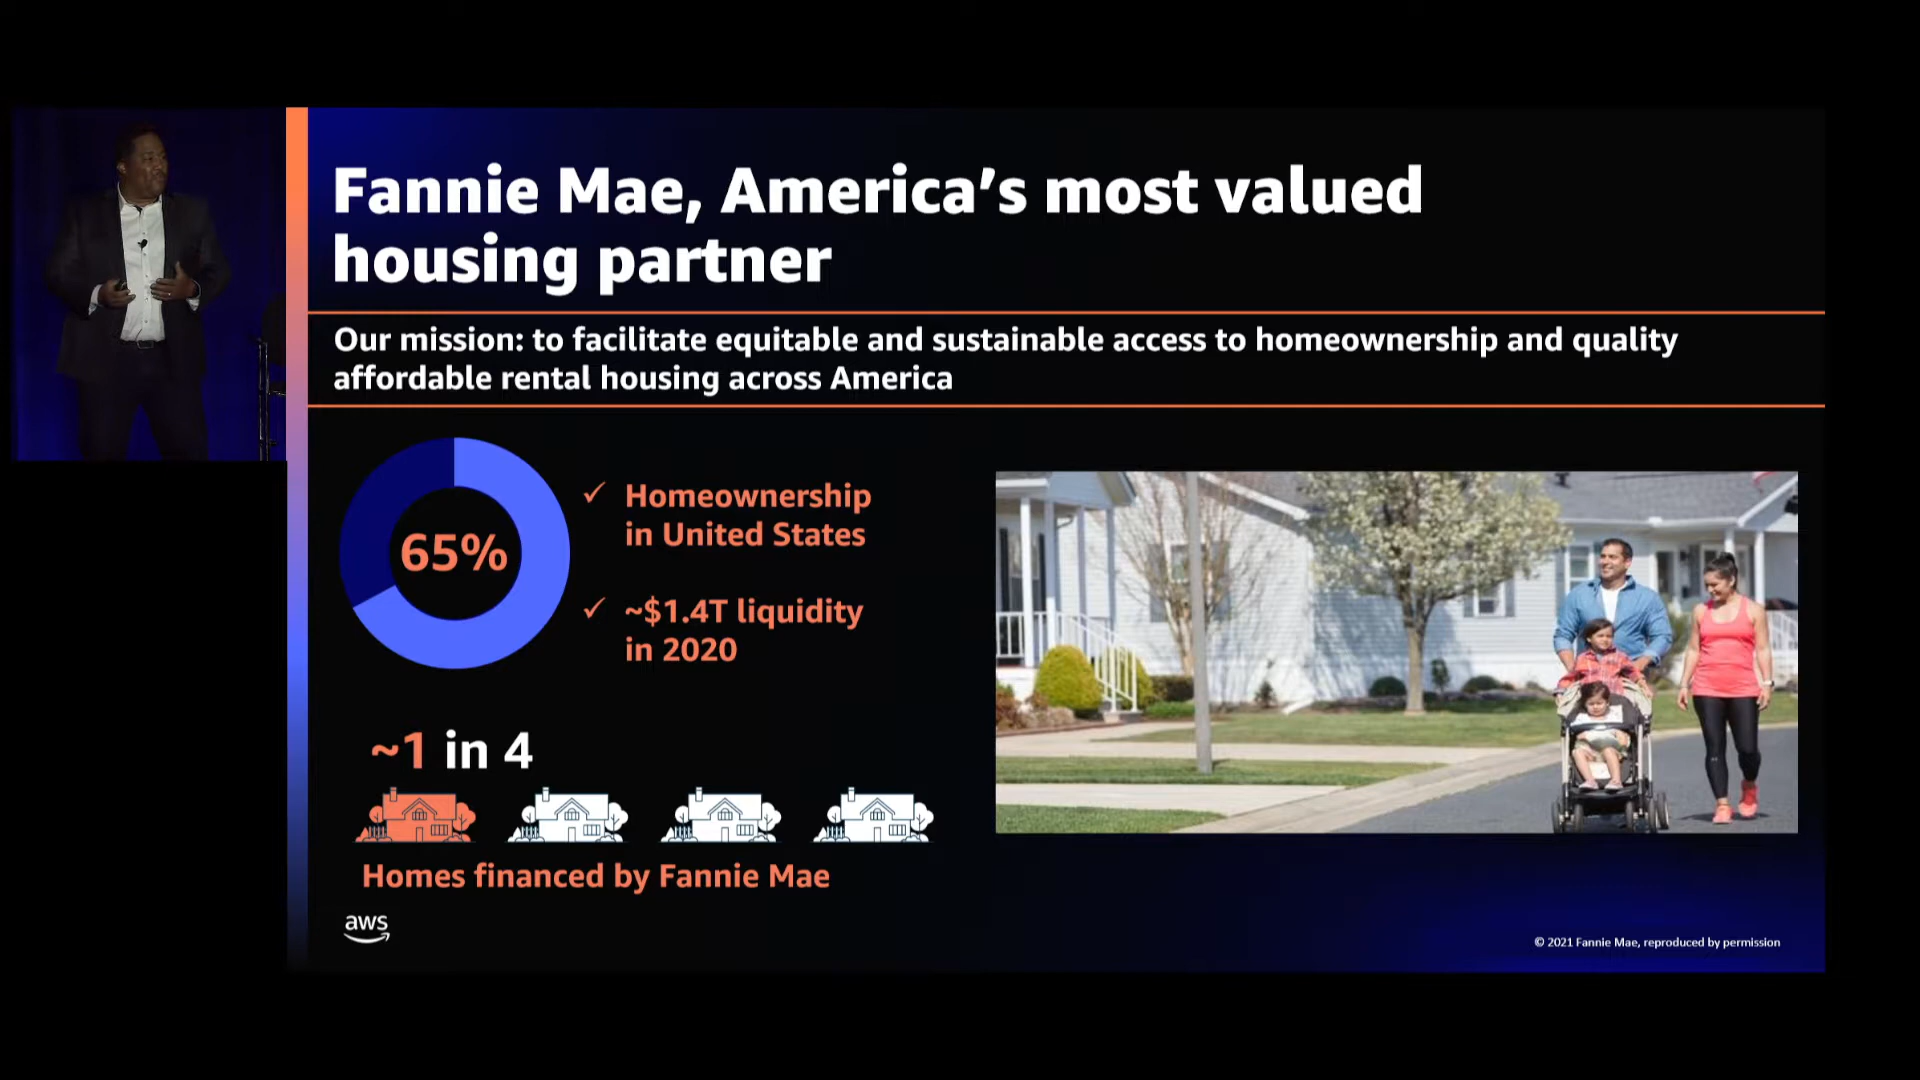 Fannie Mae, America’s most valued
housing partner
Our mission: to facilitate equitable and sustainable access to homeownership and quality
affordable rental housing across America
65%
✓ Homeownership
in United States
✓ ~$1.4T liquidity
in 2020
~1 in 4
Homes financed by Fannie Mae
aws
© 2021 Fannie Mae, reproduced by permission